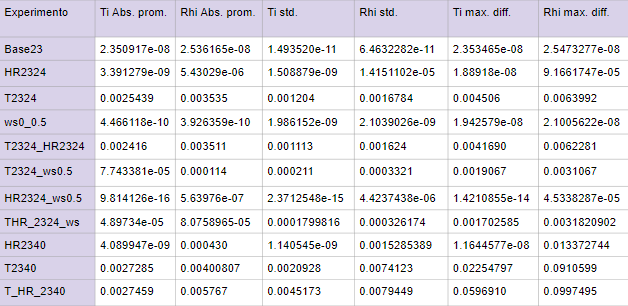 Experimento Ti Abs. prom. Rhi Abs. prom. Ti std. Rhi std. Ti max. diff. Rhi max. diff.
Base23 2.350917e-08 2.536165e-08 1.493520e-11 6.4632282e-11 2.353465e-08 2.5473277e-08
HR2324 3.391279e-09 5.43029e-06 1.508879e-09 1.4151102e-05 1.88918e-08 9.1661747e-05
T2324 0.0025439 0.003535 0.001204 0.0016784 0.004506 0.0063992
ws0_0.5 4.466118e-10 3.926359e-10 1.986152e-09 2.1039026e-09 1.942579e-08 2.1005622e-08
T2324_HR2324 0.002416 0.003511 0.001113 0.001624 0.0041690 0.0062281
T2324_ws0.5 7.743381e-05 0.000114 0.000211 0.0003321 0.0019067 0.0031067
HR2324_ws0.5 9.814126e-16 5.63976e-07 2.3712548e-15 4.4237438e-06 1.4210855e-14 4.5338287e-05
THR_2324_ws 4.89734e-05 8.0758965e-05 0.0001799816 0.000326174 0.001702585 0.0031820902
HR2340 4.089947e-09 0.000430 1.140545e-09 0.0015285389 1.1644577e-08 0.013372744
T2340 0.0027285 0.00400807 0.0020928 0.0074123 0.02254797 0.0910599
T_HR_2340 0.0027459 0.005767 0.0045173 0.0079449 0.0596910 0.0997495